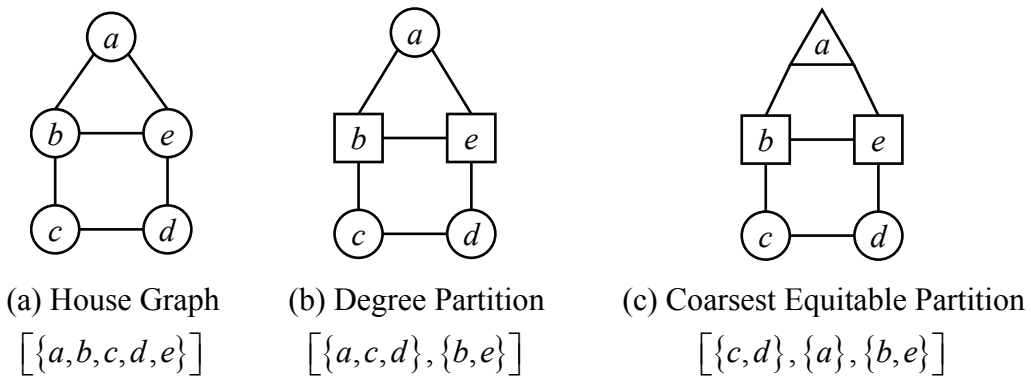 a
b
e
c
d
(a) House Graph
[{a,b,c,d,e}]
a
b
e
c
d
(b) Degree Partition
[{a,c,d},{b,e}]
a
b
e
c
d
(c) Coarsest Equitable Partition
[{c,d},{a},{b,e}]